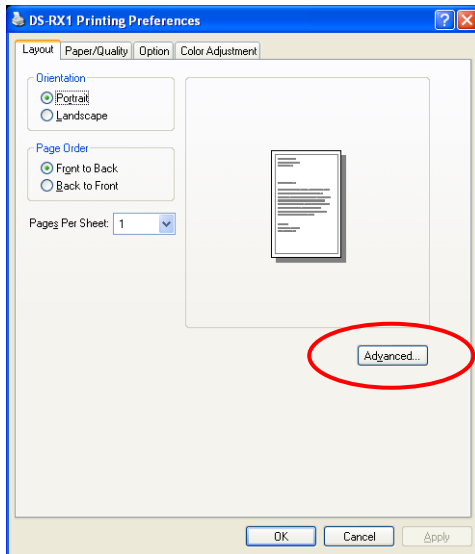 DS-RX1 Printing Preferences
Layout Paper/Quality Option Color Adjustment
Orientation
Portrait
Landscape
Page Order
Front to Back
Back to Front
Pages Per Sheet: 1
Advanced...
OK Cancel Apply